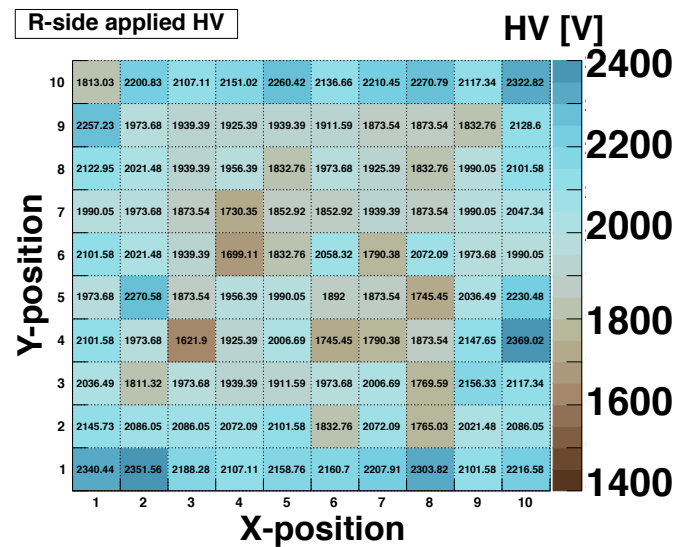 R-side applied HV
HV [V]
10 1813.03 2200.83 2107.11 2151.02 2260.42 2136.66 2210.45 2270.79 2117.34 2322.82 2400
9 2257.23 1973.68 1939.39 1925.39 1939.39 1911.59 1873.54 1873.54 1832.76 2128.6
8 2122.95 2021.48 1939.39 1956.39 1832.76 1973.68 1925.39 1832.76 1990.05 2101.58 2200
7 1990.05 1973.68 1873.54 1730.35 1852.92 1852.92 1939.39 1873.54 1990.05 2047.34 2000
6 2101.58 2021.48 1939.39 1699.11 1832.76 2058.32 1790.38 2072.09 1973.68 1990.05
5 1973.68 2270.58 1873.54 1956.39 1990.05 1892 1873.54 1745.45 2036.49 2230.48 1800
4 2101.58 1973.68 1621.9 1925.39 2006.69 1745.45 1790.38 1873.54 2147.65 2369.02
3 2036.49 1811.32 1973.68 1939.39 1911.59 1973.68 2006.69 1769.59 2156.33 2117.34 1600
2 2145.73 2086.05 2086.05 2072.09 2101.58 1832.76 2072.09 1765.03 2021.48 2086.05
1 2340.44 2351.56 2188.28 2107.11 2158.76 2160.7 2207.91 2303.82 2101.58 2216.58 1400
1 2 3 4 5 6 7 8 9 10
X-position
Y-position